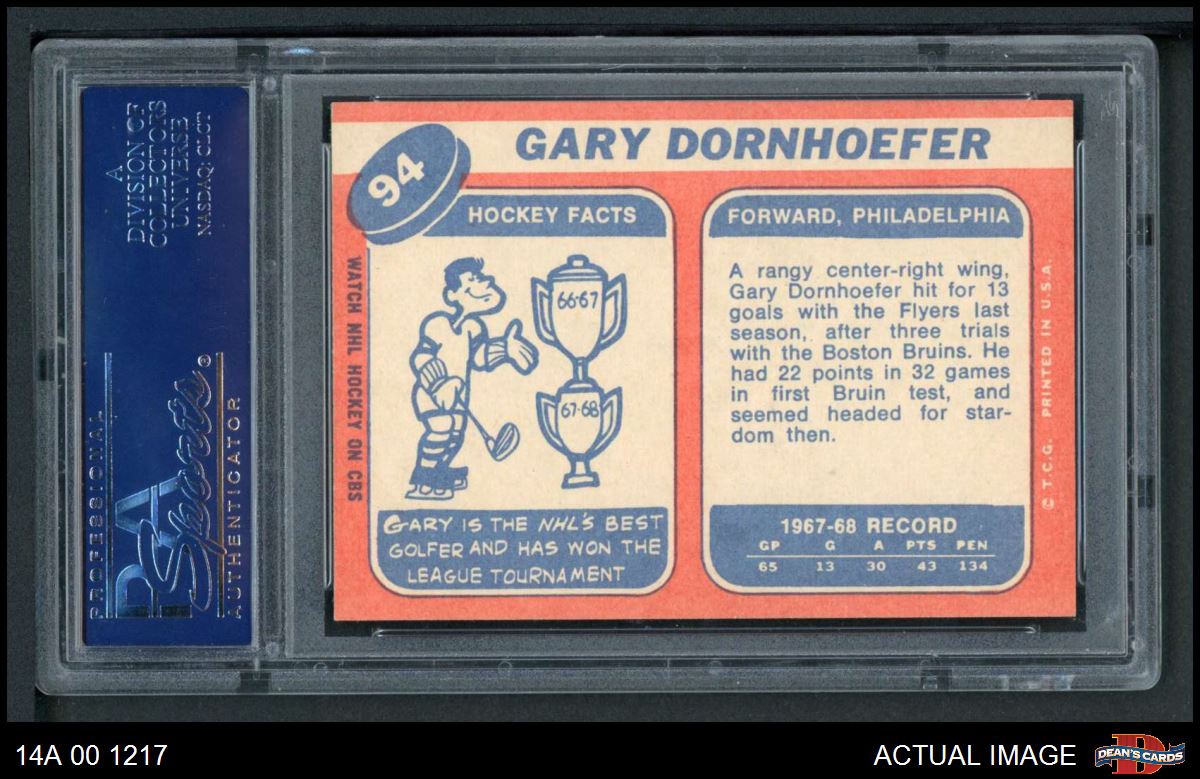 A
DIVISION OF
COLLECTORS
UNIVERSE
NASDAQ: CLCT
PROFESSIONAL
PSA
Sports®
AUTHENTICATOR
94
GARY DORNHOEFER
HOCKEY FACTS
66-67
67-68
GARY IS THE NHL'S BEST
GOLFER AND HAS WON THE
LEAGUE TOURNAMENT
WATCH NHL HOCKEY ON CBS
FORWARD, PHILADELPHIA
A rangy center-right wing,
Gary Dornhoefer hit for 13
goals with the Flyers last
season, after three trials
with the Boston Bruins. He
had 22 points in 32 games
in first Bruin test, and
seemed headed for star-
dom then.
1967-68 RECORD
GP G A PTS PEN
65 13 30 43 134
© T.C.G. PRINTED IN U.S.A.
14A 00 1217
ACTUAL IMAGE
D
DEAN'S CARDS